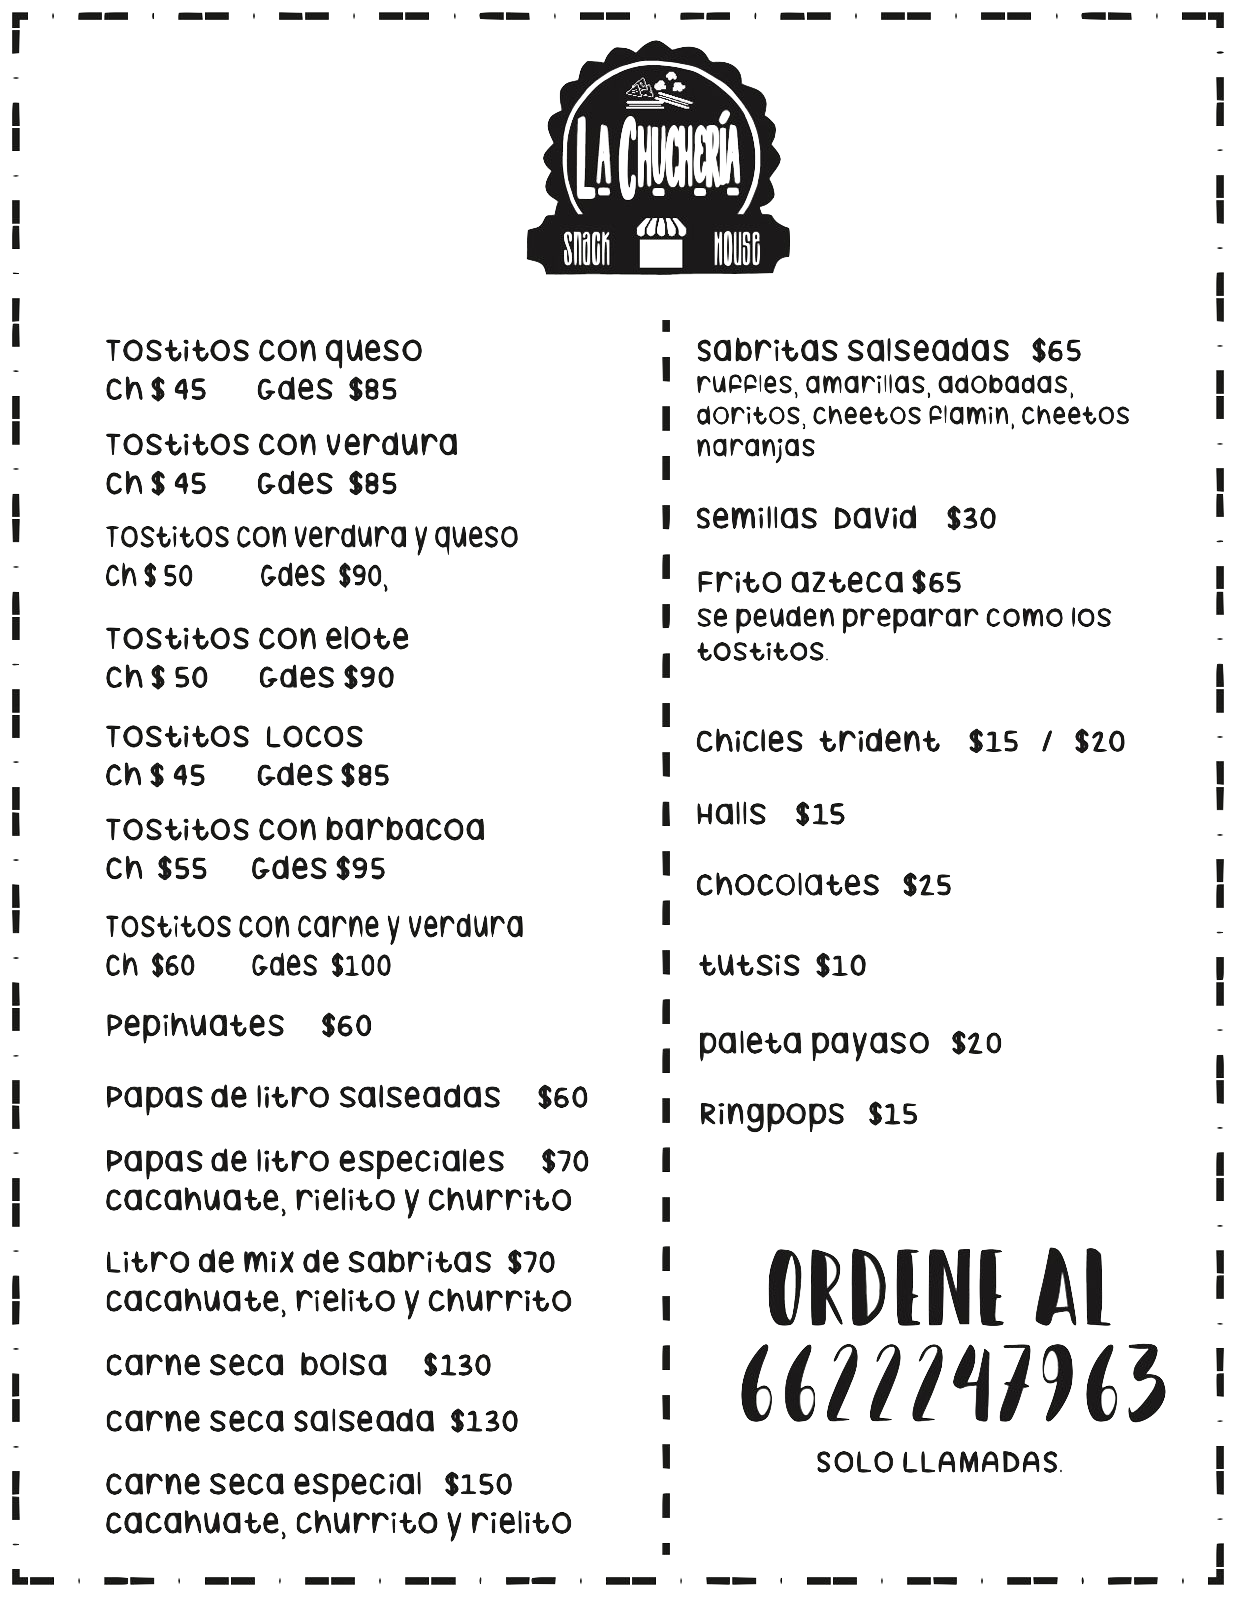 LA CHUCHERÍA
SNACK HOUSE
Tostitos con queso
Ch $ 45 Gdes $85
Tostitos con verdura
Ch $ 45 Gdes $85
Tostitos con verdura y queso
Ch $ 50 Gdes $90,
Tostitos con elote
Ch $ 50 Gdes $90
Tostitos LOCOS
Ch $ 45 Gdes $85
Tostitos con barbacoa
Ch $55 Gdes $95
Tostitos con carne y verdura
Ch $60 Gdes $100
Pepihuates $60
Papas de litro salseadas $60
Papas de litro especiales $70
cacahuate, rielito y churrito
Litro de mix de sabritas $70
cacahuate, rielito y churrito
carne seca bolsa $130
carne seca salseada $130
carne seca especial $150
cacahuate, churrito y rielito
sabritas salseadas $65
ruffles, amarillas, adobadas,
doritos, cheetos flamin, cheetos
naranjas
semillas David $30
Frito azteca $65
se peuden preparar como los
tostitos.
chicles trident $15 / $20
Halls $15
chocolates $25
tutsis $10
paleta payaso $20
Ringpops $15
ORDENE AL
6622247963
SOLO LLAMADAS.